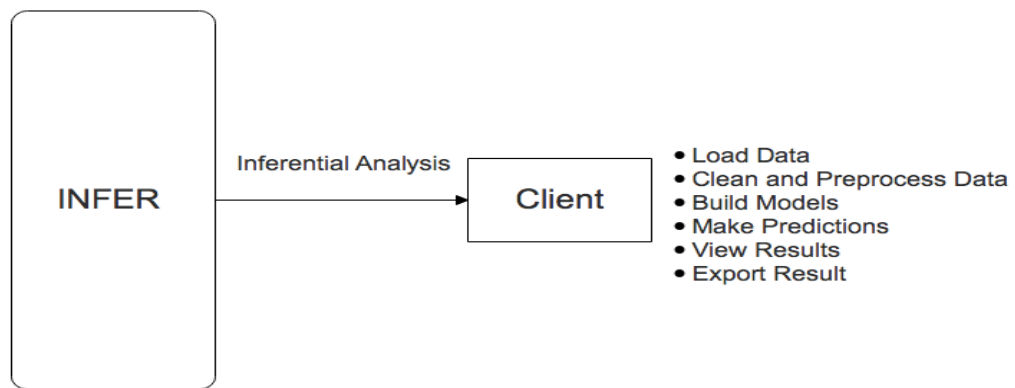 INFER
Inferential Analysis
Client
• Load Data
• Clean and Preprocess Data
• Build Models
• Make Predictions
• View Results
• Export Result